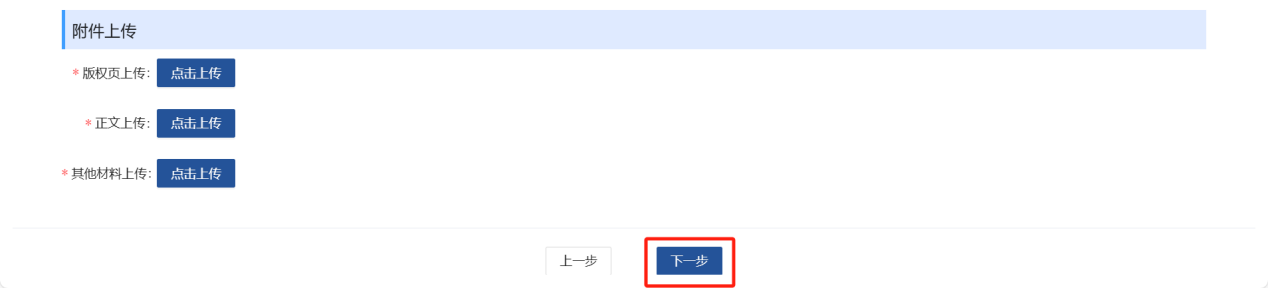 附件上传
* 版权页上传: 点击上传
* 正文上传: 点击上传
* 其他材料上传: 点击上传
上一步 下一步